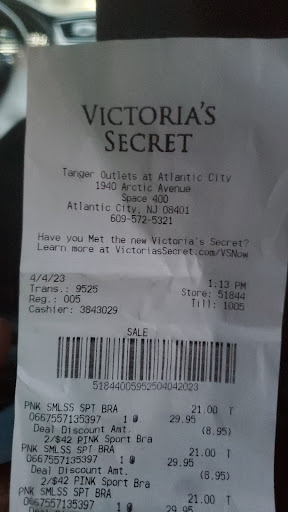 VICTORIA'S
SECRET
Tanger Outlets at Atlantic City
1940 Arctic Avenue
Space 400
Atlantic City, NJ 08401
609-572-5321
Have you Met the new Victoria's Secret?
Learn more at VictoriasSecret.com/VSNow
4/4/23 1:13 PM
Trans.: 9525 Store: 51844
Reg.: 005 Till: 1005
Cashier: 3843029
SALE
51844005952504042023
PNK SMLSS SPT BRA 21.00 T
0667557135397 1@ 29.95
Deal Discount Amt. (8.95)
2/$42 PINK Sport Bra
PNK SMLSS SPT BRA 21.00 T
0667557135397 1@ 29.95
Deal Discount Amt. (8.95)
2/$42 PINK Sport Bra
PNK SMLSS SPT BRA 21.00 T
0667557135397 1@ 29.95